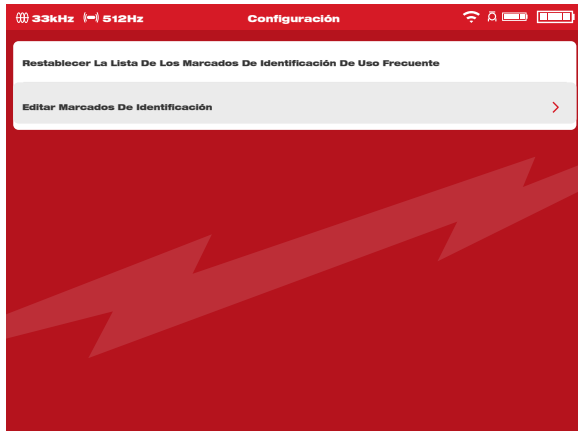 33kHz 512Hz Configuración
Restablecer La Lista De Los Marcados De Identificación De Uso Frecuente
Editar Marcados De Identificación